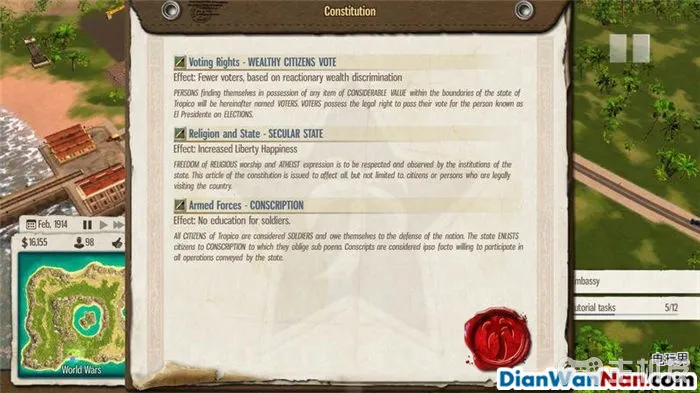 Constitution
Voting Rights - WEALTHY CITIZENS VOTE
Effect: Fewer voters, based on reactionary wealth discrimination
PERSONS finding themselves in possession of any item of CONSIDERABLE VALUE within the boundaries of the state of
Tropico will be hereinafter named VOTERS. VOTERS possess the legal right to pass their vote for the person known as
El Presidente on ELECTIONS.
Religion and State - SECULAR STATE
Effect: Increased Liberty Happiness
FREEDOM of RELIGIOUS worship and ATHEIST expression is to be respected and observed by the institutions of the
state. This article of the constitution is issued to affect all, but not limited to, citizens or persons who are legally
visiting the country.
Armed Forces - CONSCRIPTION
Effect: No education for soldiers.
All CITIZENS of Tropico are considered SOLDIERS and owe themselves to the defense of the nation. The state ENLISTS
citizens to CONSCRIPTION to which they oblige sub poena. Conscripts are considered ipso facto willing to participate in
all operations conveyed by the state.
Feb, 1914
$16,155
98
World Wars
mbassy
utorial tasks 5/12
电玩男
DianWanNan.com